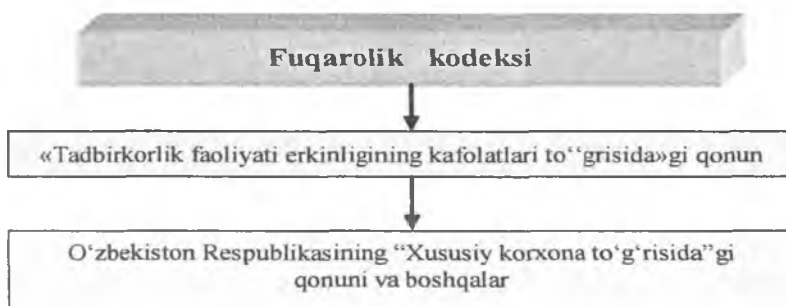 Fuqarolik kodeksi
«Tadbirkorlik faoliyati erkinligining kafolatlari to‘‘grisida»gi qonun
O‘zbekiston Respublikasining “Xususiy korxona to‘g‘risida”gi
qonuni va boshqalar